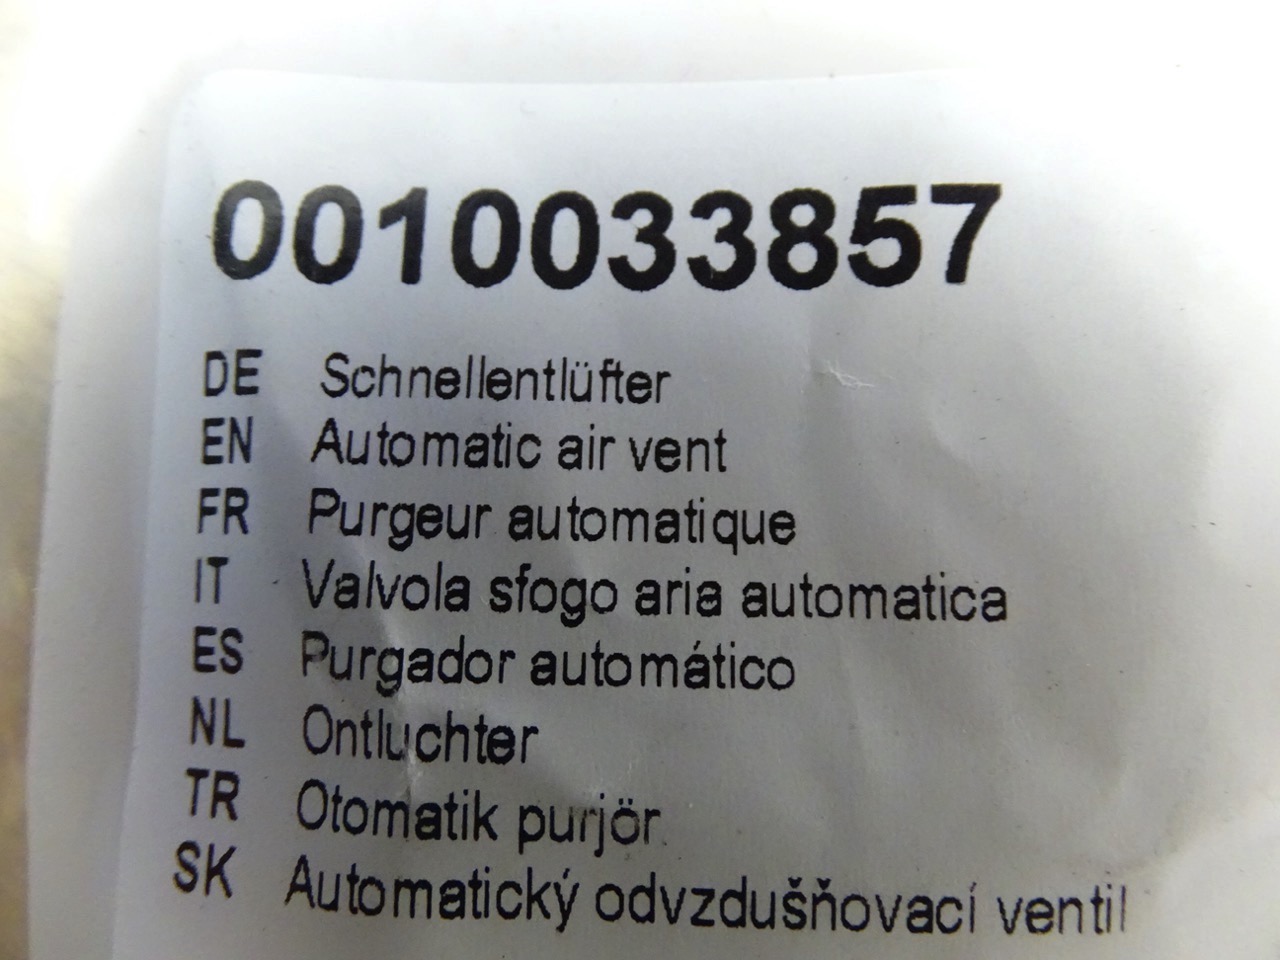 0010033857
DE Schnellentlüfter
EN Automatic air vent
FR Purgeur automatique
IT Valvola sfogo aria automatica
ES Purgador automático
NL Ontluchter
TR Otomatik purjör
SK Automatický odvzdušňovací ventil